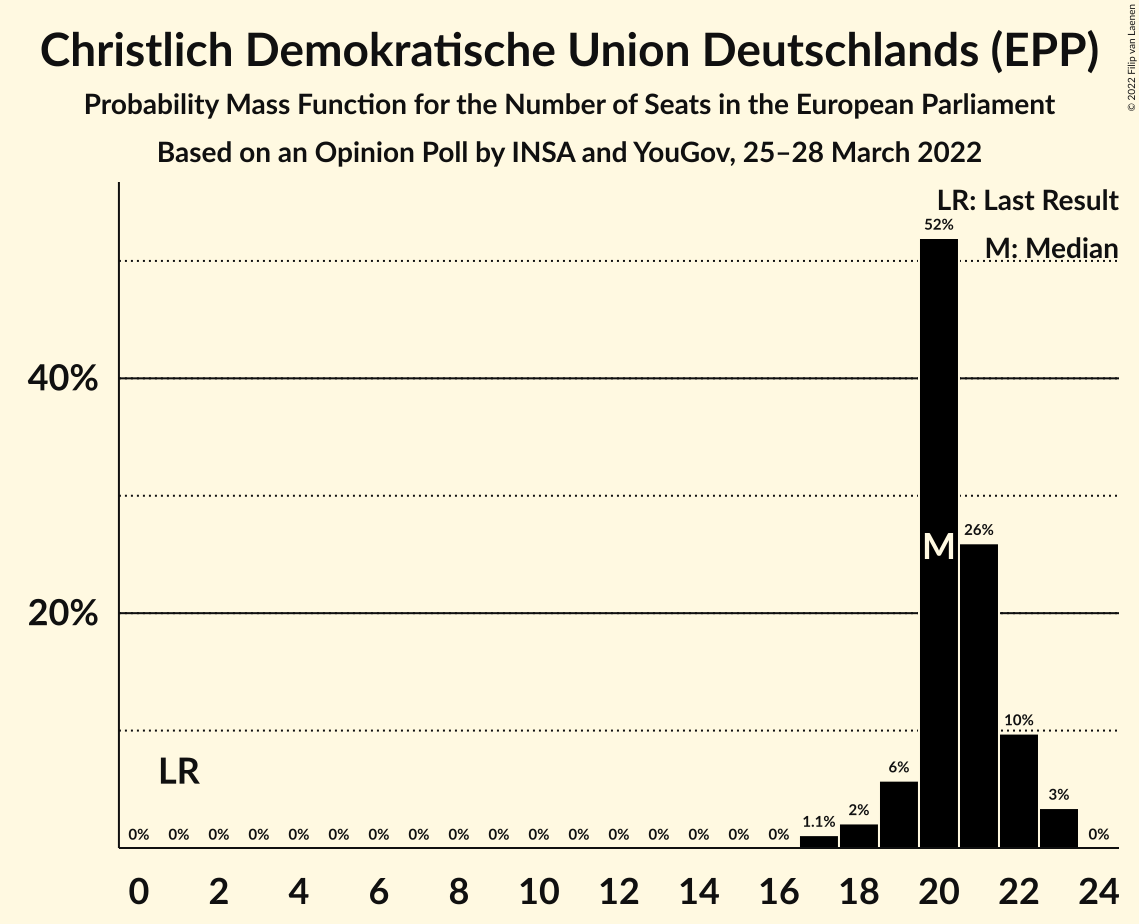 Christlich Demokratische Union Deutschlands (EPP)
Probability Mass Function for the Number of Seats in the European Parliament
Based on an Opinion Poll by INSA and YouGov, 25–28 March 2022
© 2022 Filip van Laenen
LR: Last Result
M: Median
52%
40%
26%
M
20%
10%
LR
6%
3%
2%
1.1%
0% 0% 0% 0% 0% 0% 0% 0% 0% 0% 0% 0% 0% 0% 0% 0% 0% 0%
0 2 4 6 8 10 12 14 16 18 20 22 24